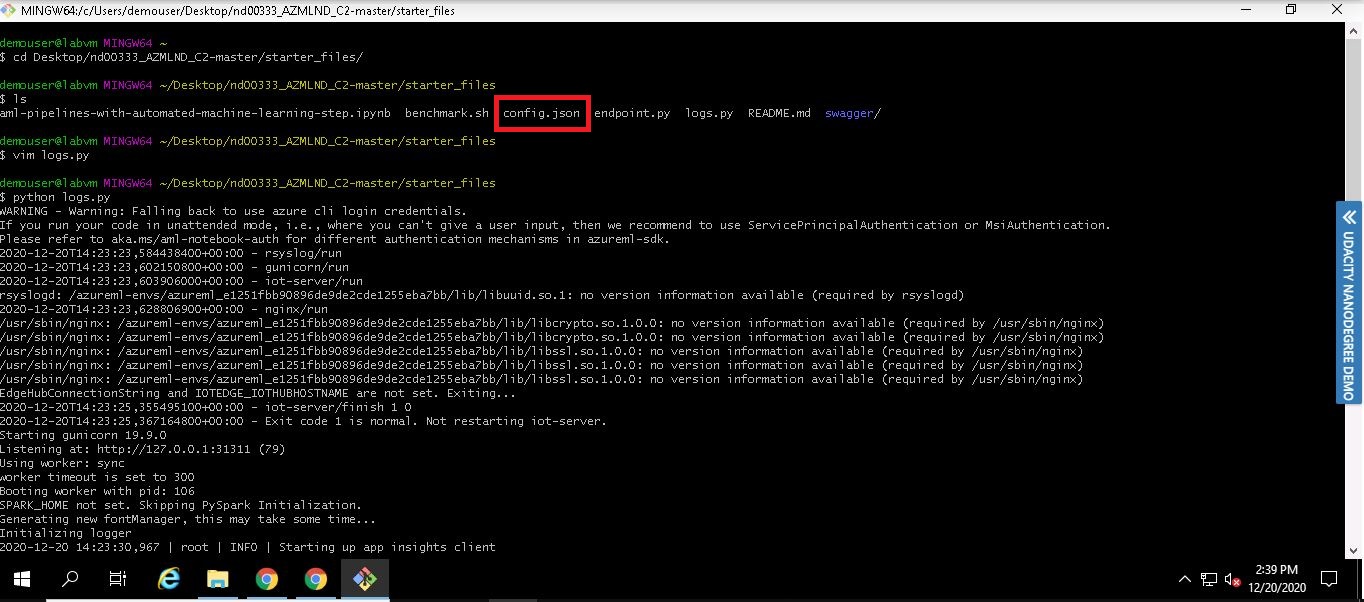 MINGW64:/c/Users/demouser/Desktop/nd00333_AZMLND_C2-master/starter_files
demouser@labvm MINGW64 ~
$ cd Desktop/nd00333_AZMLND_C2-master/starter_files/
demouser@labvm MINGW64 ~/Desktop/nd00333_AZMLND_C2-master/starter_files
$ ls
aml-pipelines-with-automated-machine-learning-step.ipynb benchmark.sh config.json endpoint.py logs.py README.md swagger/
demouser@labvm MINGW64 ~/Desktop/nd00333_AZMLND_C2-master/starter_files
$ vim logs.py
demouser@labvm MINGW64 ~/Desktop/nd00333_AZMLND_C2-master/starter_files
$ python logs.py
WARNING - Warning: Falling back to use azure cli login credentials.
If you run your code in unattended mode, i.e., where you can't give a user input, then we recommend to use ServicePrincipalAuthentication or MsiAuthentication.
Please refer to aka.ms/aml-notebook-auth for different authentication mechanisms in azureml-sdk.
2020-12-20T14:23:23,584438400+00:00 - rsyslog/run
2020-12-20T14:23:23,602150800+00:00 - gunicorn/run
2020-12-20T14:23:23,603906000+00:00 - iot-server/run
rsyslogd: /azureml-envs/azureml_e1251fbb90896de9de2cde1255eba7bb/lib/libuuid.so.1: no version information available (required by rsyslogd)
2020-12-20T14:23:23,628806900+00:00 - nginx/run
/usr/sbin/nginx: /azureml-envs/azureml_e1251fbb90896de9de2cde1255eba7bb/lib/libcrypto.so.1.0.0: no version information available (required by /usr/sbin/nginx)
/usr/sbin/nginx: /azureml-envs/azureml_e1251fbb90896de9de2cde1255eba7bb/lib/libcrypto.so.1.0.0: no version information available (required by /usr/sbin/nginx)
/usr/sbin/nginx: /azureml-envs/azureml_e1251fbb90896de9de2cde1255eba7bb/lib/libssl.so.1.0.0: no version information available (required by /usr/sbin/nginx)
/usr/sbin/nginx: /azureml-envs/azureml_e1251fbb90896de9de2cde1255eba7bb/lib/libssl.so.1.0.0: no version information available (required by /usr/sbin/nginx)
/usr/sbin/nginx: /azureml-envs/azureml_e1251fbb90896de9de2cde1255eba7bb/lib/libssl.so.1.0.0: no version information available (required by /usr/sbin/nginx)
EdgeHubConnectionString and IOTEDGE_IOTHUBHOSTNAME are not set. Exiting...
2020-12-20T14:23:25,355495100+00:00 - iot-server/finish 1 0
2020-12-20T14:23:25,367164800+00:00 - Exit code 1 is normal. Not restarting iot-server.
Starting gunicorn 19.9.0
Listening at: http://127.0.0.1:31311 (79)
Using worker: sync
worker timeout is set to 300
Booting worker with pid: 106
SPARK_HOME not set. Skipping PySpark Initialization.
Generating new fontManager, this may take some time...
Initializing logger
2020-12-20 14:23:30,967 | root | INFO | Starting up app insights client
UDACITY NANODEGREE DEMO
2:39 PM
12/20/2020